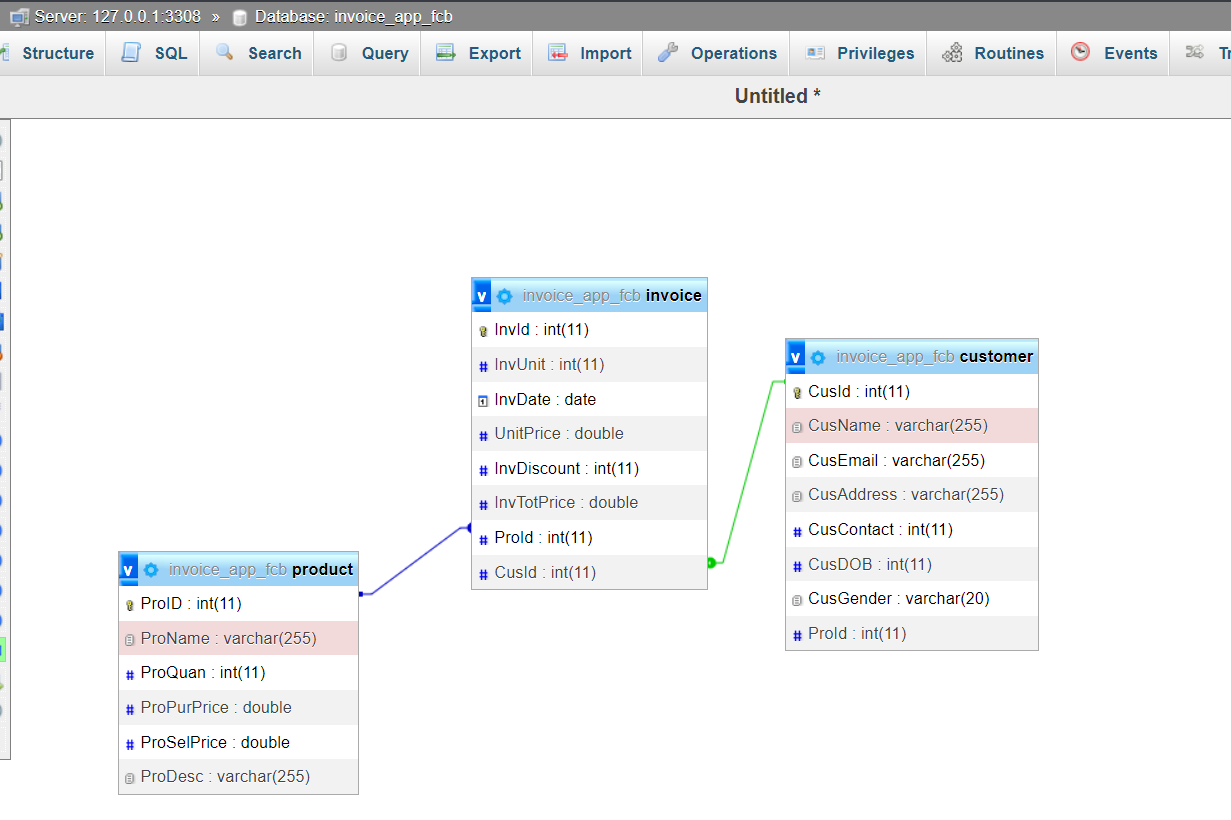 Server: 127.0.0.1:3308 » Database: invoice_app_fcb
Structure SQL Search Query Export Import Operations Privileges Routines Events
Untitled *
v invoice_app_fcb invoice
InvId : int(11)
InvUnit : int(11)
InvDate : date
UnitPrice : double
InvDiscount : int(11)
InvTotPrice : double
ProId : int(11)
CusId : int(11)
v invoice_app_fcb customer
CusId : int(11)
CusName : varchar(255)
CusEmail : varchar(255)
CusAddress : varchar(255)
CusContact : int(11)
CusDOB : int(11)
CusGender : varchar(20)
ProId : int(11)
v invoice_app_fcb product
ProID : int(11)
ProName : varchar(255)
ProQuan : int(11)
ProPurPrice : double
ProSelPrice : double
ProDesc : varchar(255)